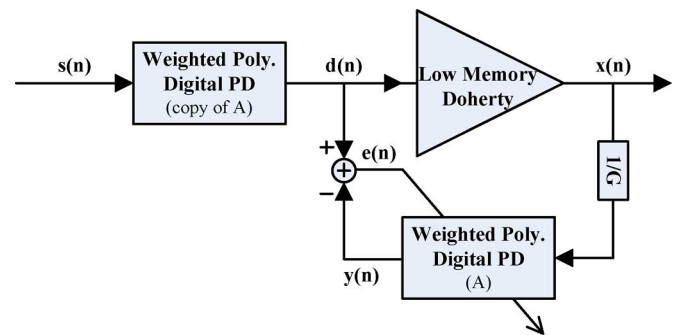 s(n)
Weighted Poly.
Digital PD
(copy of A)
d(n)
Low Memory
Doherty
x(n)
+
+
e(n)
−
1/G
y(n)
Weighted Poly.
Digital PD
(A)